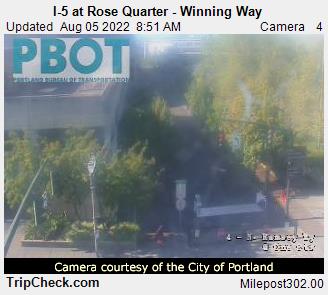 I-5 at Rose Quarter - Winning Way
Updated Aug 05 2022 8:51 AM Camera 4
PBOT
PORTLAND BUREAU OF TRANSPORTATION
4 - N.
Camera courtesy of the City of Portland
TripCheck.com Milepost302.00